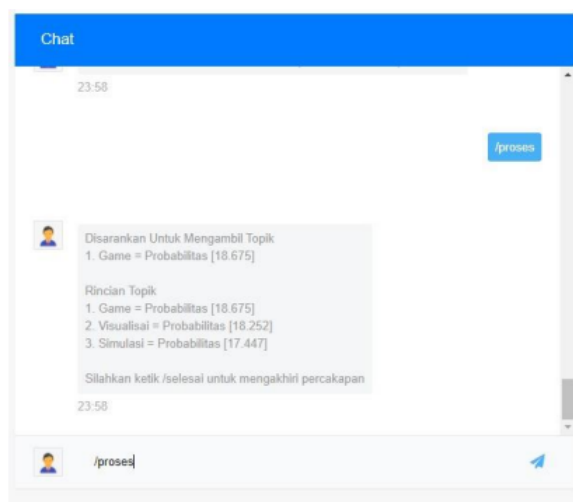 Chat
23:58
/proses
Disarankan Untuk Mengambil Topik
1. Game = Probabilitas [18.675]
Rincian Topik
1. Game = Probabilitas [18.675]
2. Visualisai = Probabilitas [18.252]
3. Simulasi = Probabilitas [17.447]
Silahkan ketik /selesai untuk mengakhiri percakapan
23:58
/proses